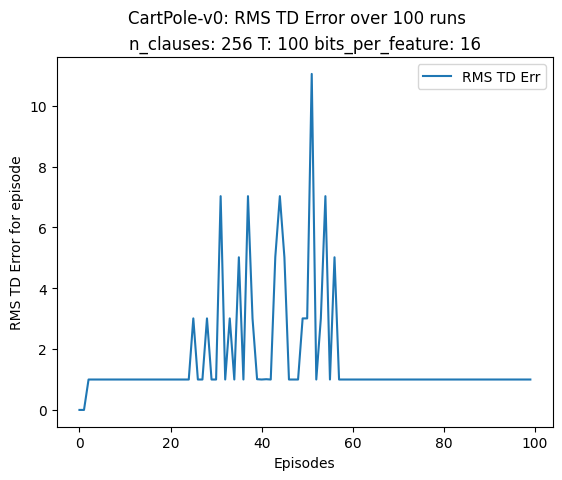 CartPole-v0: RMS TD Error over 100 runs
n_clauses: 256 T: 100 bits_per_feature: 16
RMS TD Err
RMS TD Error for episode
10
8
6
4
2
0
0 20 40 60 80 100
Episodes